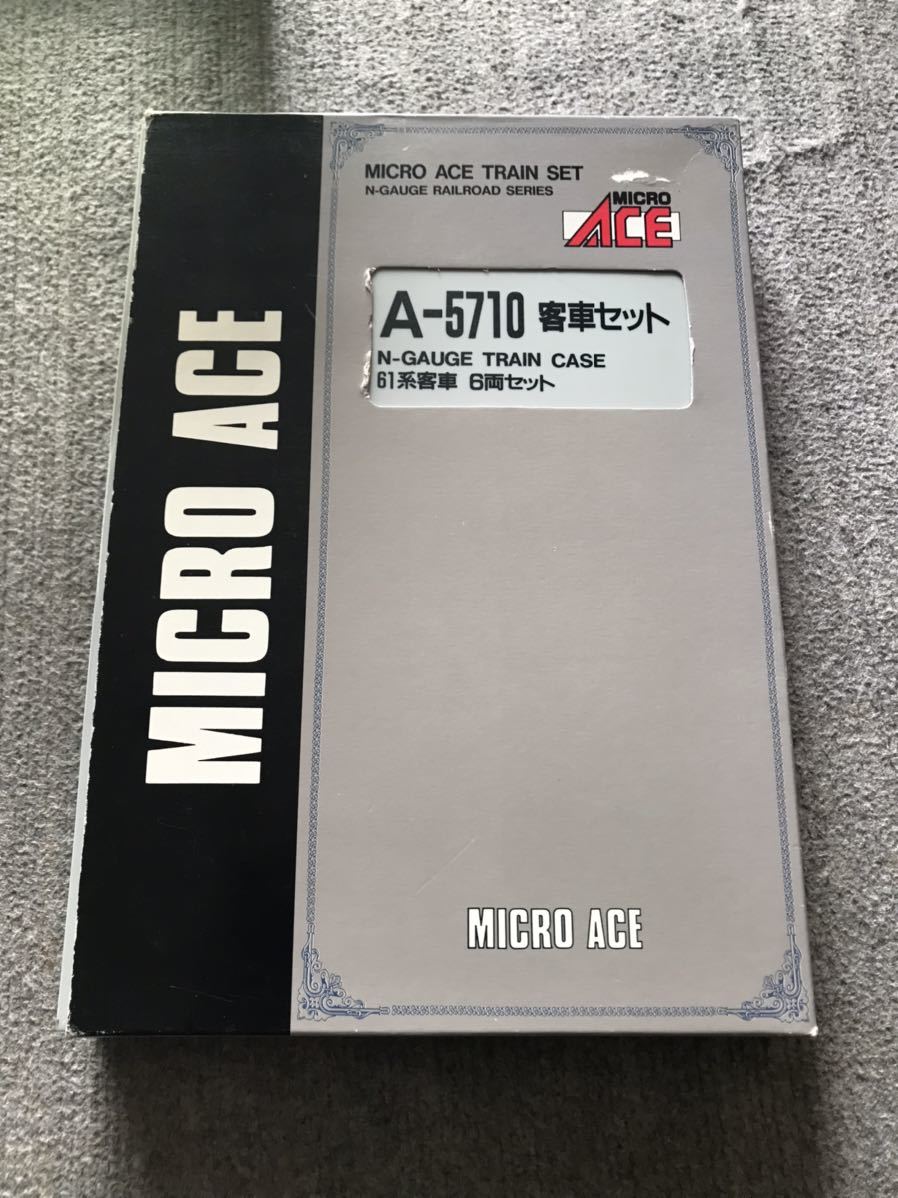 MICRO ACE TRAIN SET
N-GAUGE RAILROAD SERIES
MICRO
ACE
A-5710 客車セット
N-GAUGE TRAIN CASE
61系客車 6両セット
MICRO ACE
MICRO ACE